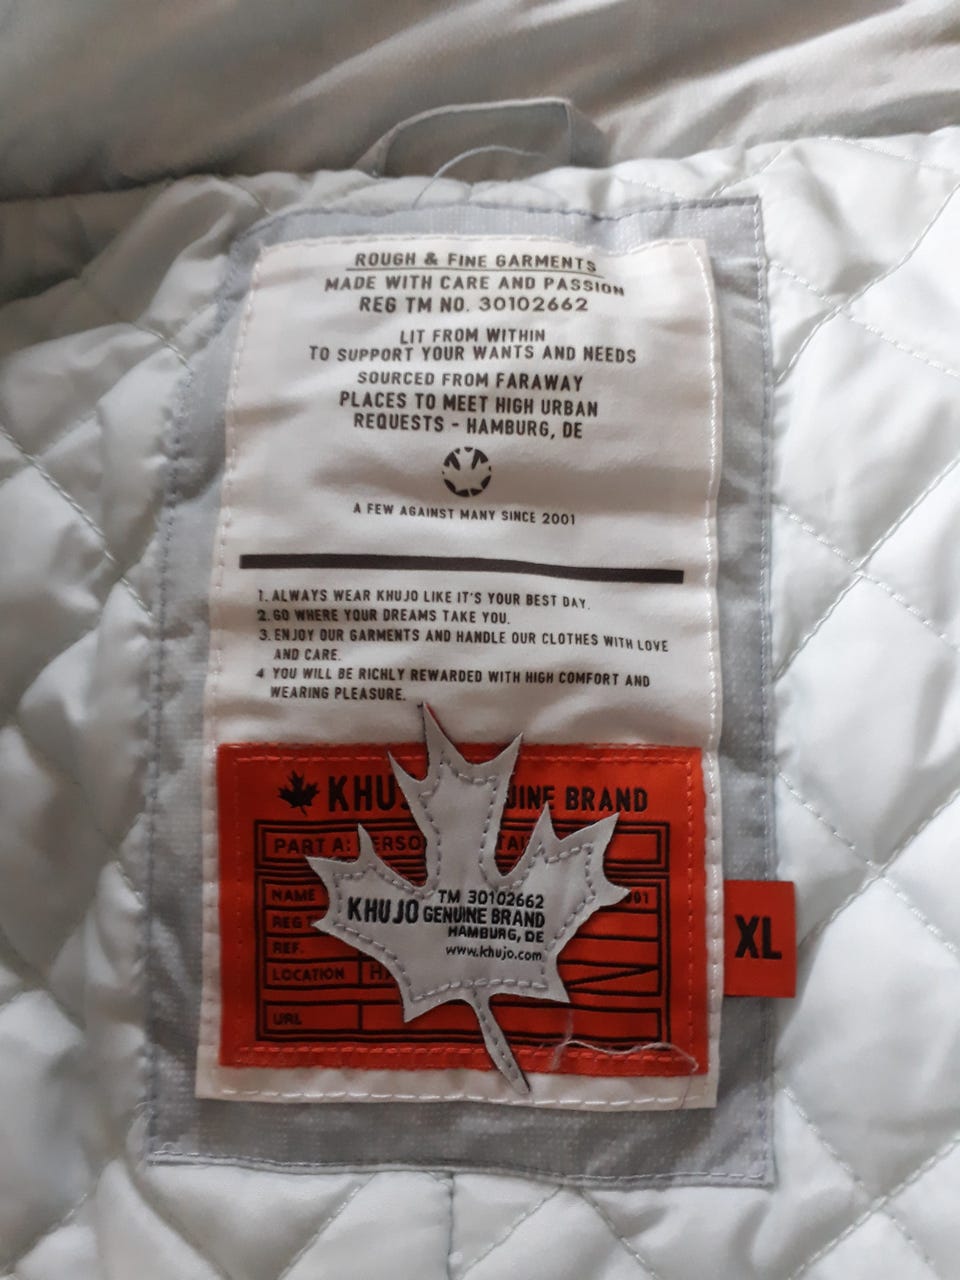 ROUGH & FINE GARMENTS
MADE WITH CARE AND PASSION
REG TM NO. 30102662
LIT FROM WITHIN
TO SUPPORT YOUR WANTS AND NEEDS
SOURCED FROM FARAWAY
PLACES TO MEET HIGH URBAN
REQUESTS - HAMBURG, DE
A FEW AGAINST MANY SINCE 2001
1. ALWAYS WEAR KHUJO LIKE IT'S YOUR BEST DAY.
2. GO WHERE YOUR DREAMS TAKE YOU.
3. ENJOY OUR GARMENTS AND HANDLE OUR CLOTHES WITH LOVE
AND CARE.
4 YOU WILL BE RICHLY REWARDED WITH HIGH COMFORT AND
WEARING PLEASURE.
BRAND
PART A:
NAME
REG
REF.
LOCATION
URL
TM 30102662
KHUJO GENUINE BRAND
HAMBURG, DE
www.khujo.com
XL